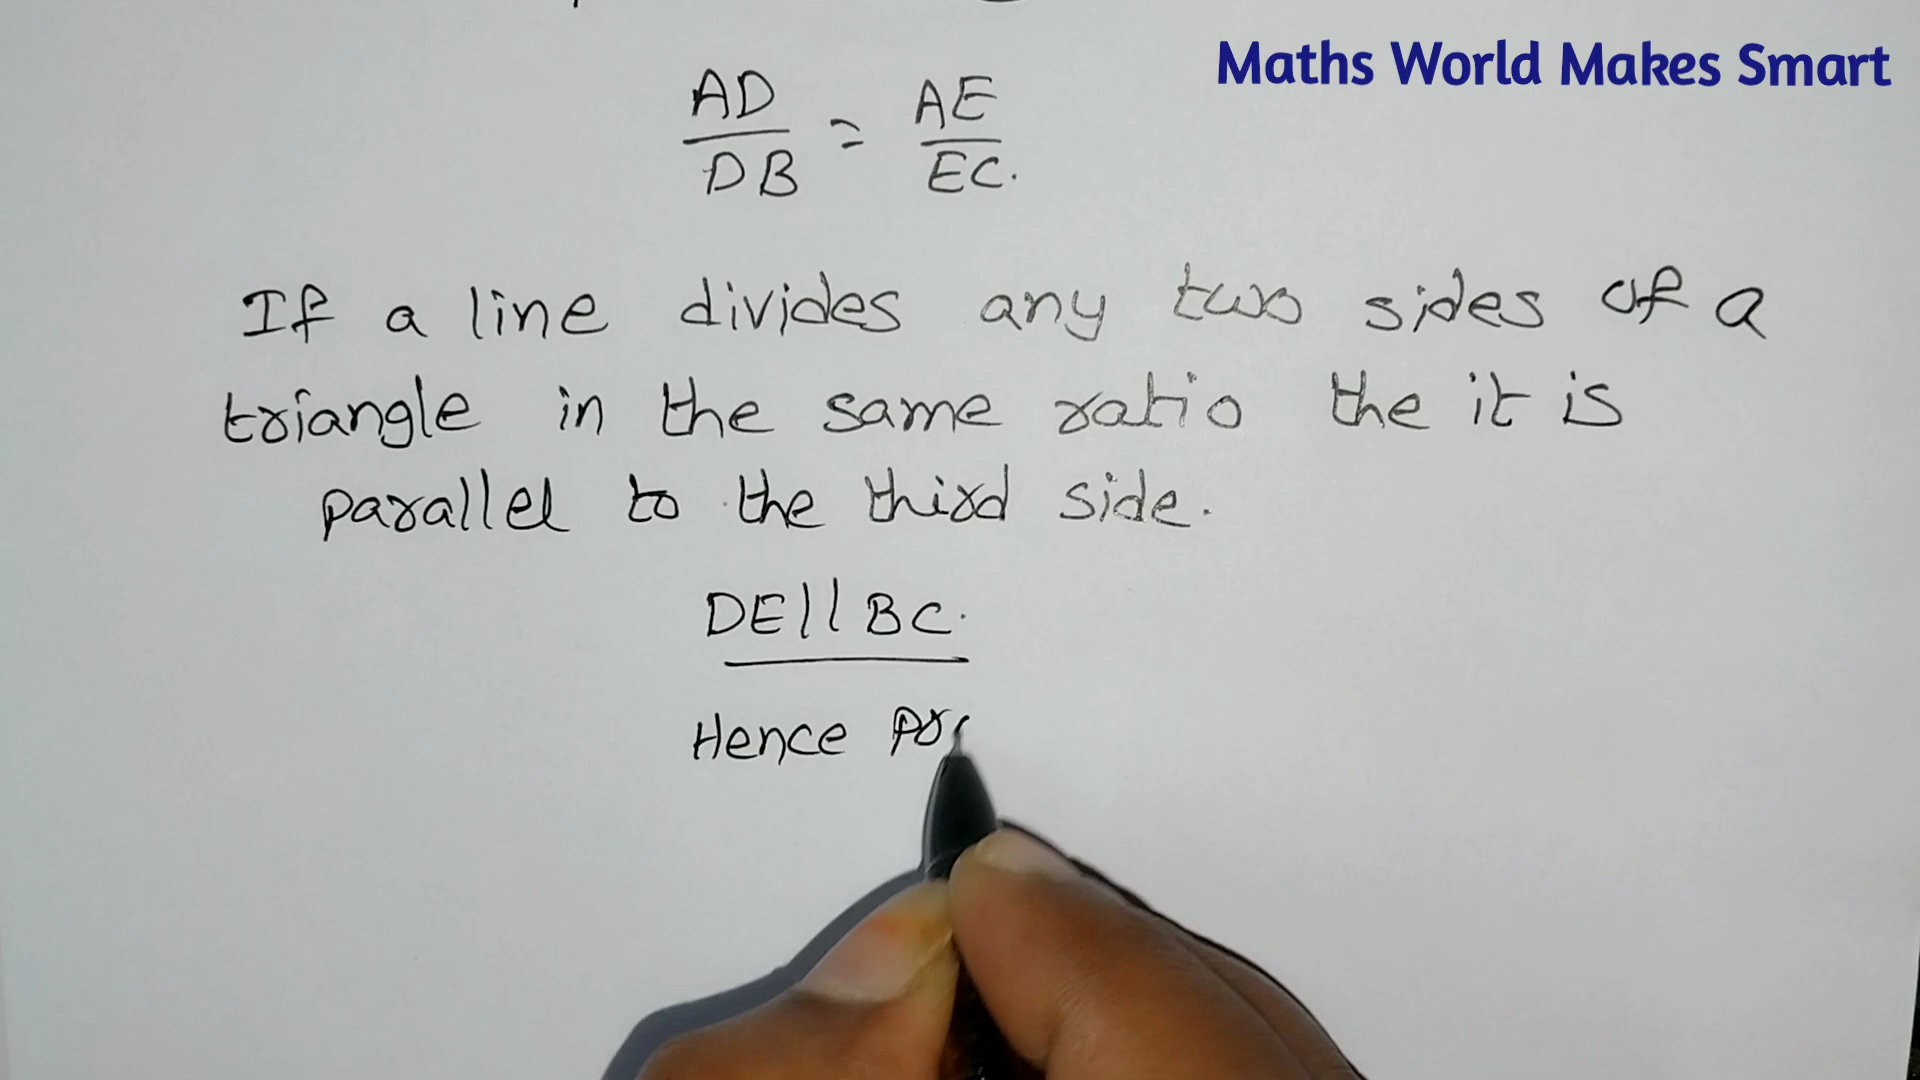 Maths World Makes Smart
AD/DB = AE/EC.
If a line divides any two sides of a
triangle in the same ratio the it is
parallel to the third side.
DE||BC.
Hence pro